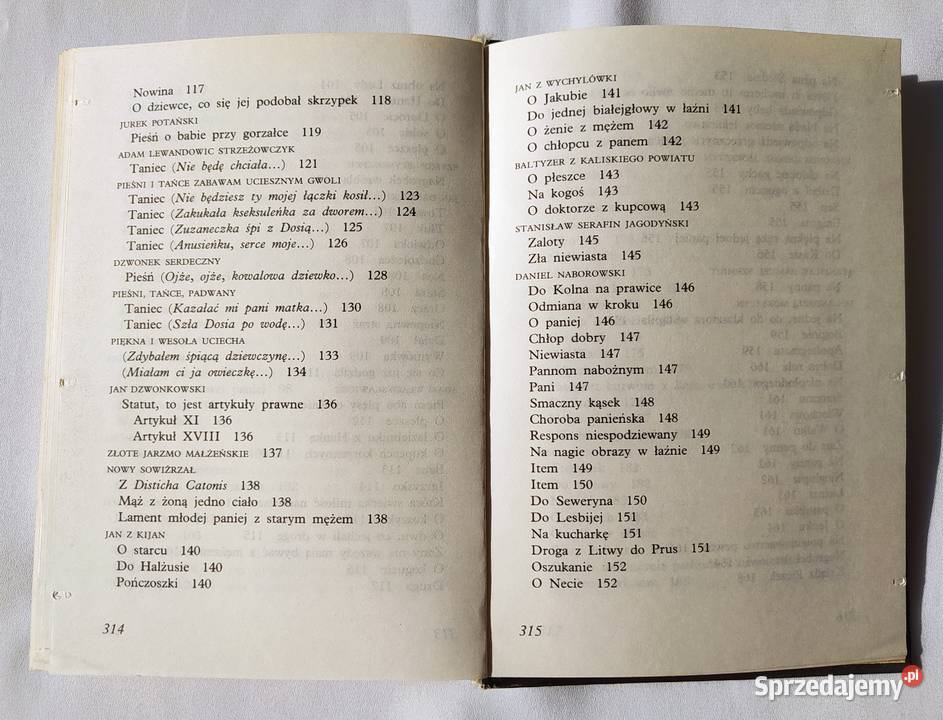 Nowina 117
O dziewce, co się jej podobał skrzypek 118
JUREK POTAŃSKI
Pieśń o babie przy gorzałce 119
ADAM LEWANDOWIC STRZEŻOWCZYK
Taniec (Nie będę chciała...) 121
PIEŚNI I TAŃCE ZABAWAM UCIESZNYM GWOLI
Taniec (Nie będziesz ty mojej łączki kosił...) 123
Taniec (Zakukała kseksuleńka za dworem...) 124
Taniec (Zuzaneczka śpi z Dosią...) 125
Taniec (Anusieńku, serce moje...) 126
DZWONEK SERDECZNY
Pieśń (Ojże, ojże, kowalowa dziewko...) 128
PIEŚNI, TAŃCE, PADWANY
Taniec (Kazałać mi pani matka...) 130
Taniec (Szła Dosia po wodę...) 131
PIĘKNA I WESOŁA UCIECHA
(Zdybałem śpiącą dziewczynę...) 133
(Miałam ci ja owieczkę...) 134
JAN DZWONKOWSKI
Statut, to jest artykuły prawne 136
Artykuł XI 136
Artykuł XVIII 136
ZŁOTE JARZMO MAŁŻEŃSKIE 137
NOWY SOWIŹRZAŁ
Z Disticha Catonis 138
Mąż z żoną jedno ciało 138
Lament młodej paniej z starym mężem 138
JAN Z KIJAN
O starcu 140
Do Halżusie 140
Pończoszki 140
314
JAN Z WYCHYLÓWKI
O Jakubie 141
Do jednej białejgłowy w łaźni 141
O żenie z mężem 142
O chłopcu z panem 142
BALTYZER Z KALISKIEGO POWIATU
O płeszce 143
Na kogoś 143
O doktorze z kupcową 143
STANISŁAW SERAFIN JAGODYŃSKI
Zaloty 145
Zła niewiasta 145
DANIEL NABOROWSKI
Do Kolna na prawice 146
Odmiana w kroku 146
O paniej 146
Chłop dobry 147
Niewiasta 147
Pannom nabożnym 147
Pani 147
Smaczny kąsek 148
Choroba panieńska 148
Respons niespodziewany 149
Na nagie obrazy w łaźnie 149
Item 149
Item 150
Do Seweryna 150
Do Lesbijej 151
Na kucharkę 151
Droga z Litwy do Prus 151
Oszukanie 152
O Necie 152
315
Sprzedajemy.pl